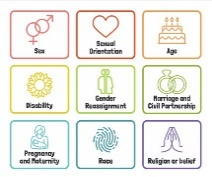 Sex
Sexual
Orientation
Age
Disability
Gender
Reassignment
Marriage and
Civil Partnership
Pregnancy
and Maternity
Race
Religion or belief